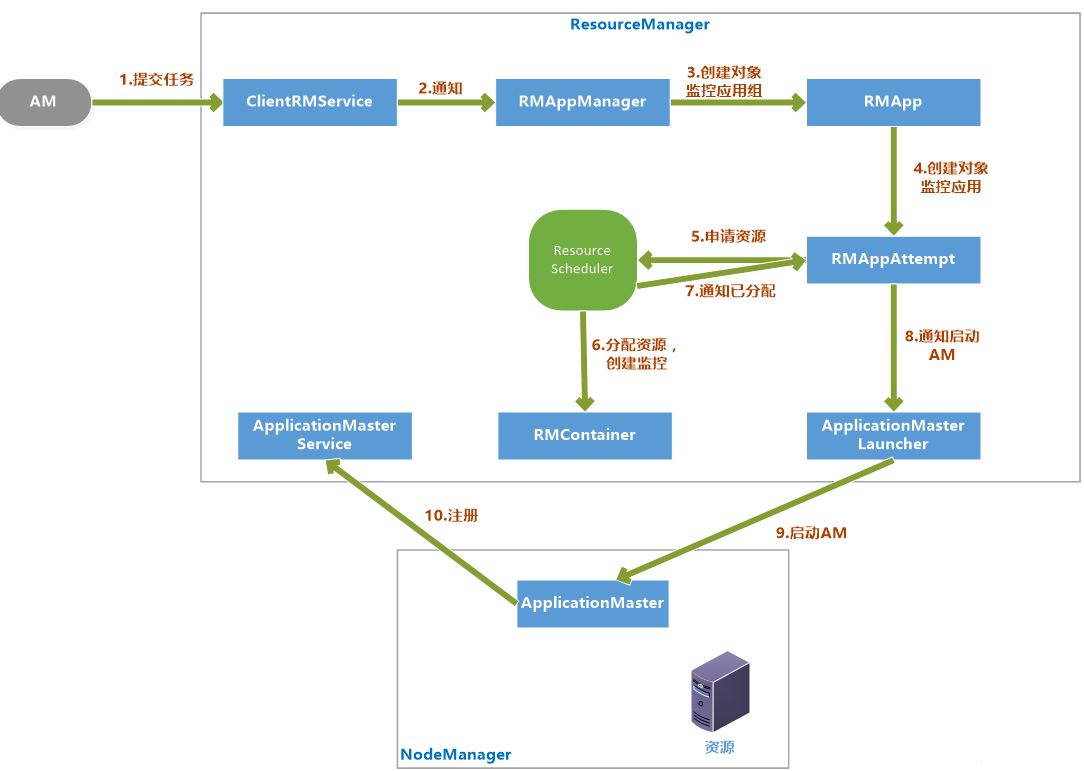 ResourceManager
AM
1.提交任务
ClientRMService
2.通知
RMAppManager
3.创建对象
监控应用组
RMApp
4.创建对象
监控应用
Resource
Scheduler
5.申请资源
7.通知已分配
RMAppAttempt
6.分配资源，
创建监控
8.通知启动
AM
ApplicationMaster
Service
RMContainer
ApplicationMaster
Launcher
10.注册
9.启动AM
ApplicationMaster
资源
NodeManager